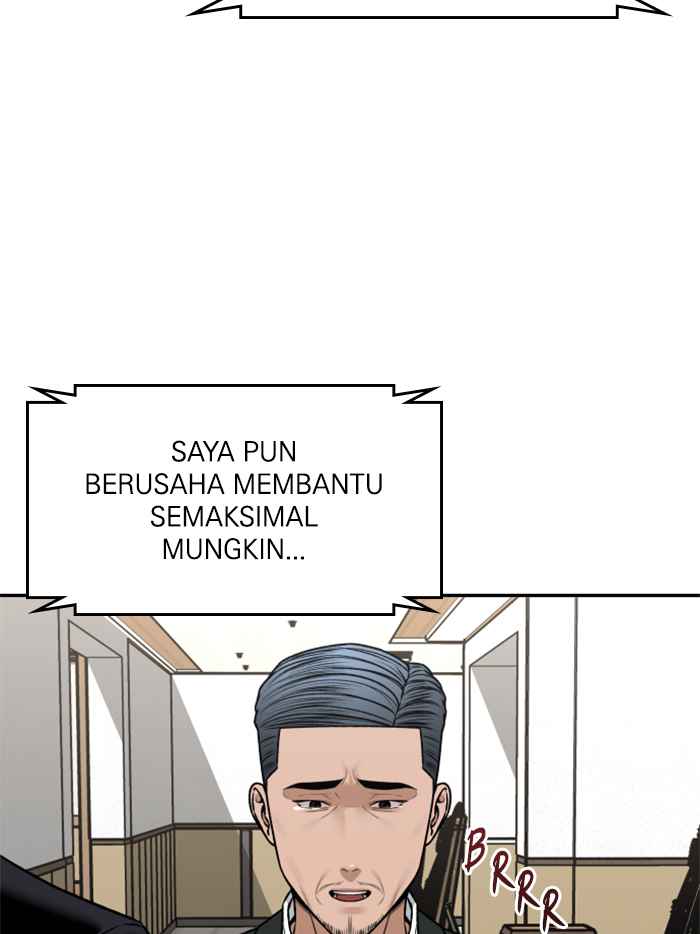 SAYA PUN
BERUSAHA MEMBANTU
SEMAKSIMAL
MUNGKIN...
BRRR